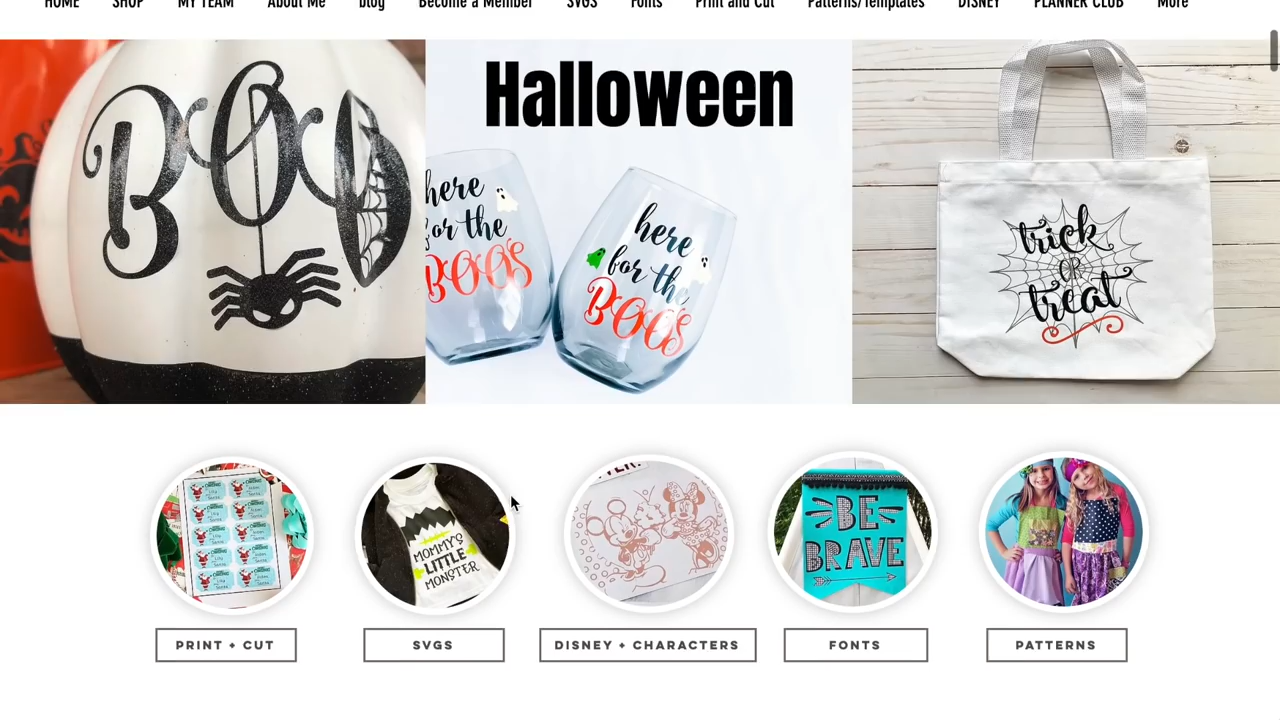 HOME SHOP MY TEAM About Me blog Become a Member SVGS Fonts Print and Cut Patterns/Templates DISNEY PLANNER CLUB More
BOO
Halloween
here
for the
BOOS
here
for the
BOOS
trick
OR
treat
MOMMY'S
LITTLE
MONSTER
BE
BRAVE
PRINT + CUT
SVGS
DISNEY + CHARACTERS
FONTS
PATTERNS